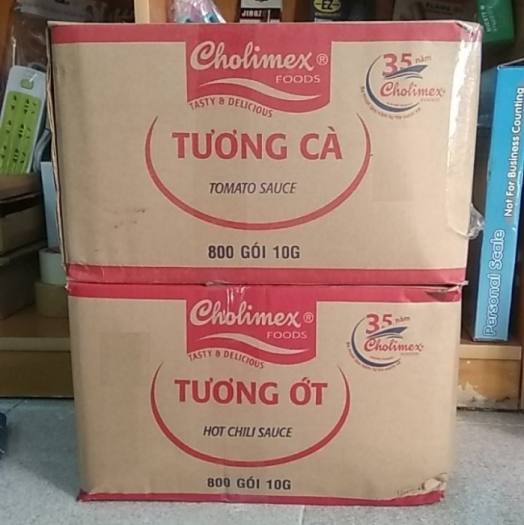 Cholimex®
FOODS
TASTY & DELICIOUS
35 năm
Cholimex
TƯƠNG CÀ
TOMATO SAUCE
800 GÓI 10G
Cholimex®
FOODS
TASTY & DELICIOUS
35 năm
Cholimex
TƯƠNG ỚT
HOT CHILI SAUCE
800 GÓI 10G
Personal Scale
Not For Business Counting